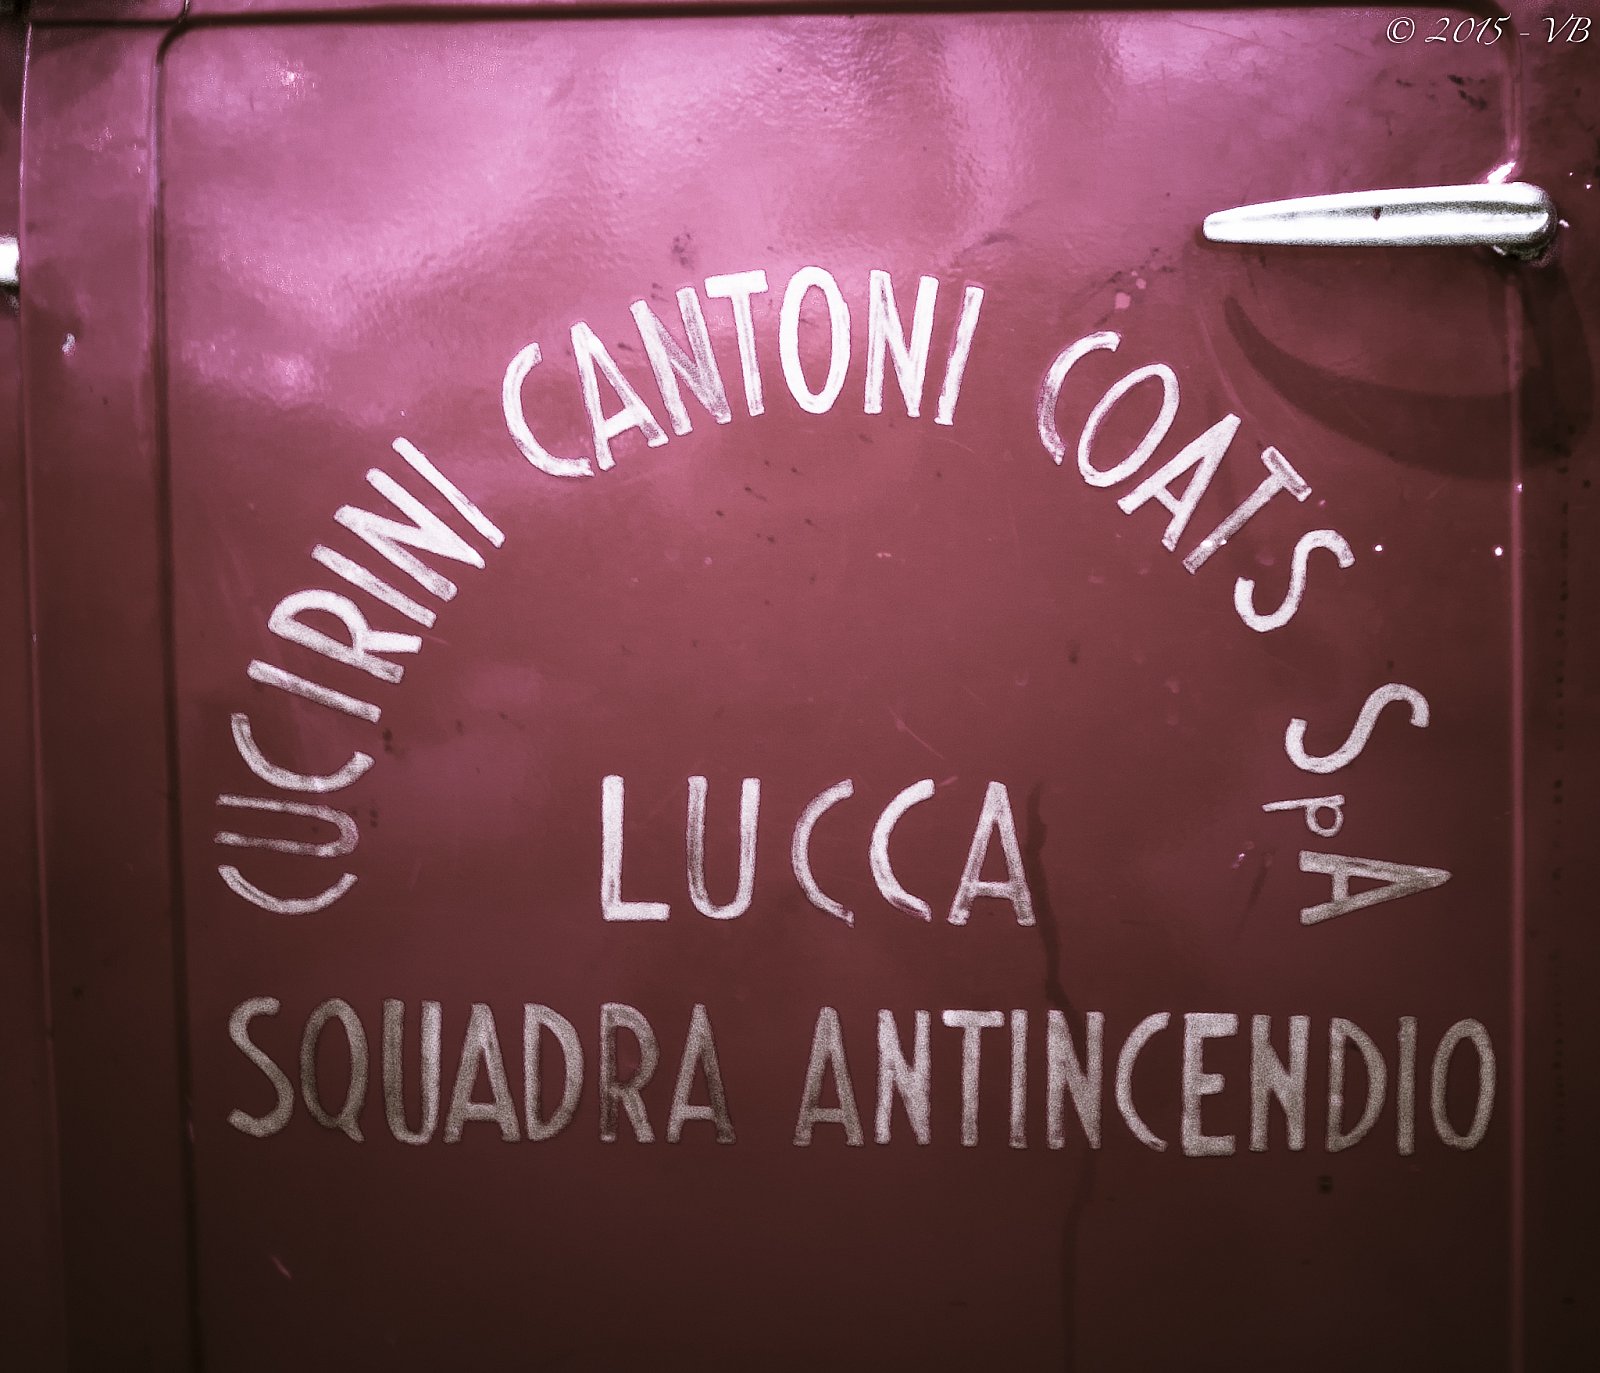 © 2015 - VB
CUCIRINI CANTONI COATS SpA
LUCCA
SQUADRA ANTINCENDIO